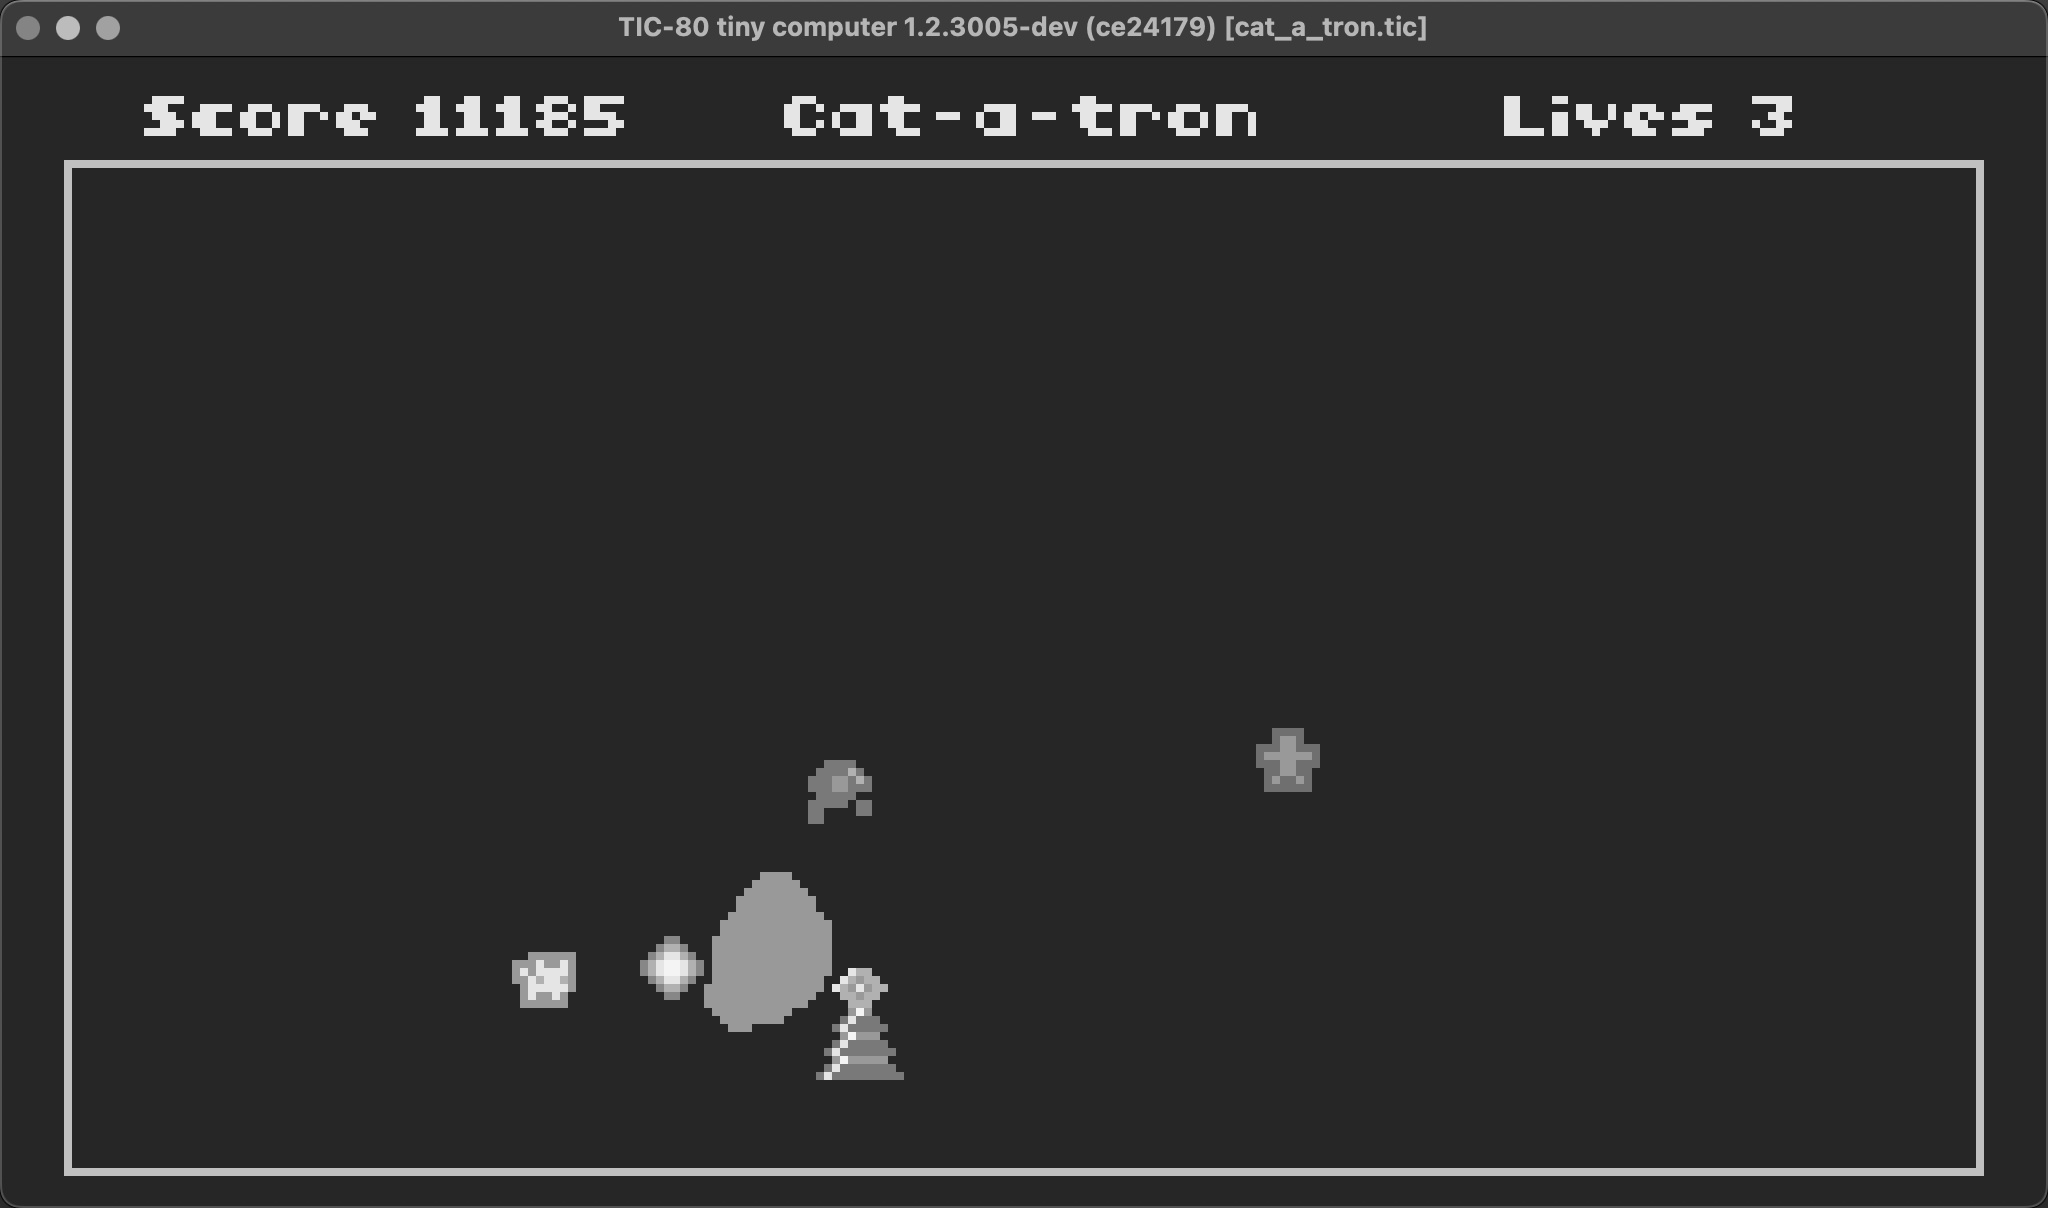 TIC-80 tiny computer 1.2.3005-dev (ce24179) [cat_a_tron.tic]
Score 11185 Cat-a-tron Lives 3